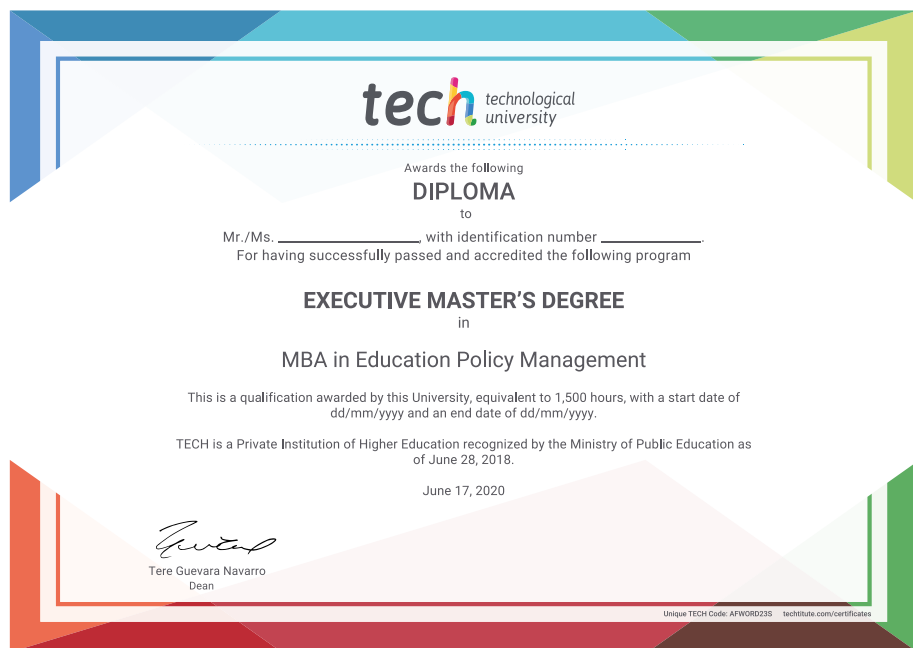 tech technological
university
Awards the following
DIPLOMA
to
Mr./Ms. ____________________, with identification number ______________.
For having successfully passed and accredited the following program
EXECUTIVE MASTER'S DEGREE
in
MBA in Education Policy Management
This is a qualification awarded by this University, equivalent to 1,500 hours, with a start date of
dd/mm/yyyy and an end date of dd/mm/yyyy.
TECH is a Private Institution of Higher Education recognized by the Ministry of Public Education as
of June 28, 2018.
June 17, 2020
Tere Guevara Navarro
Dean
Unique TECH Code: AFWORD23S techtitute.com/certificates